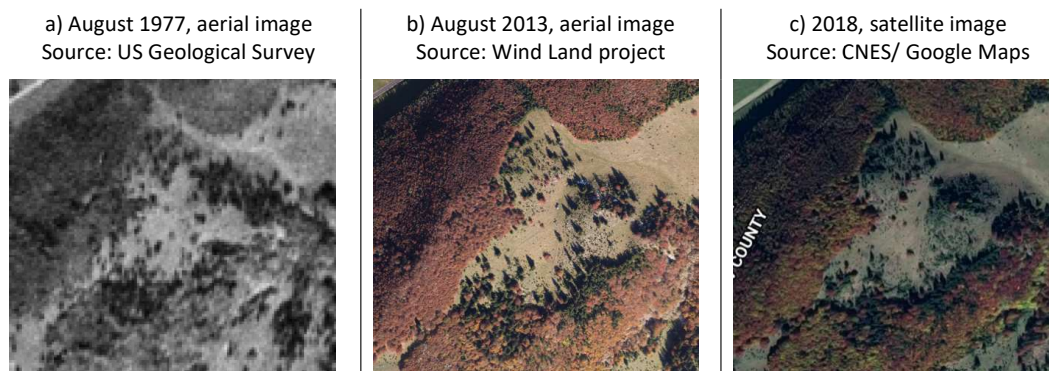 a) August 1977, aerial image
Source: US Geological Survey
b) August 2013, aerial image
Source: Wind Land project
c) 2018, satellite image
Source: CNES/ Google Maps
COUNTY